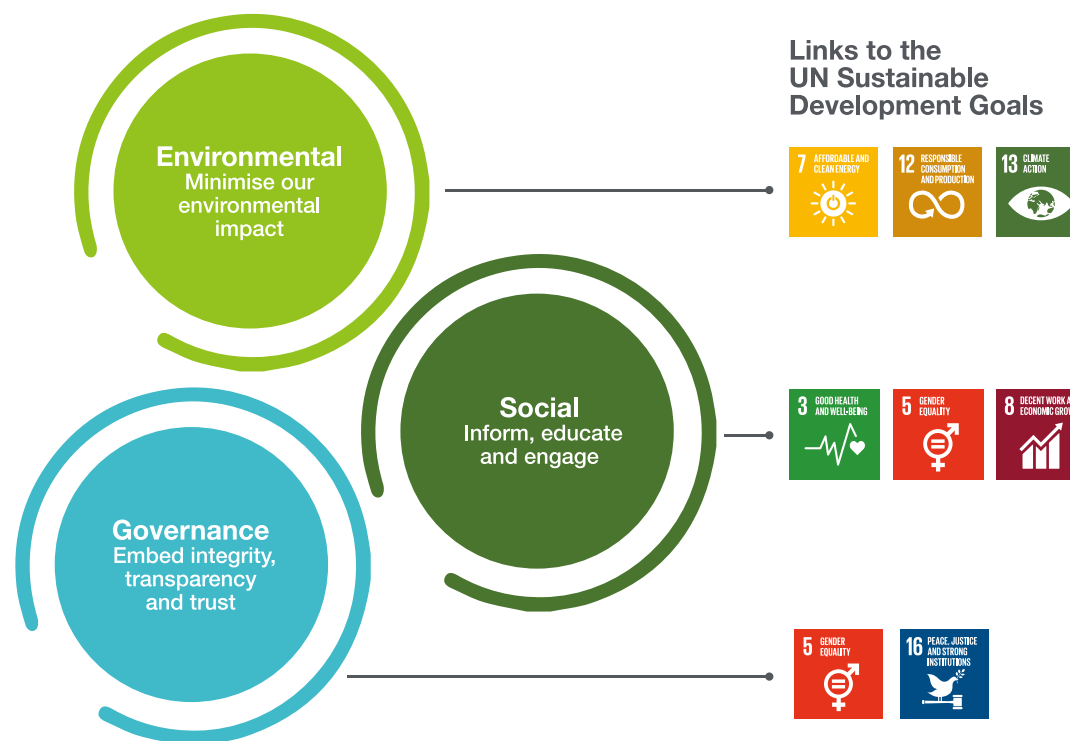 Links to the
UN Sustainable
Development Goals
Environmental
Minimise our
environmental
impact
7 AFFORDABLE AND
CLEAN ENERGY
12 RESPONSIBLE
CONSUMPTION
AND PRODUCTION
13 CLIMATE
ACTION
Social
Inform, educate
and engage
3 GOOD HEALTH
AND WELL-BEING
5 GENDER
EQUALITY
8 DECENT WORK A
ECONOMIC GROW
Governance
Embed integrity,
transparency
and trust
5 GENDER
EQUALITY
16 PEACE, JUSTICE
AND STRONG
INSTITUTIONS